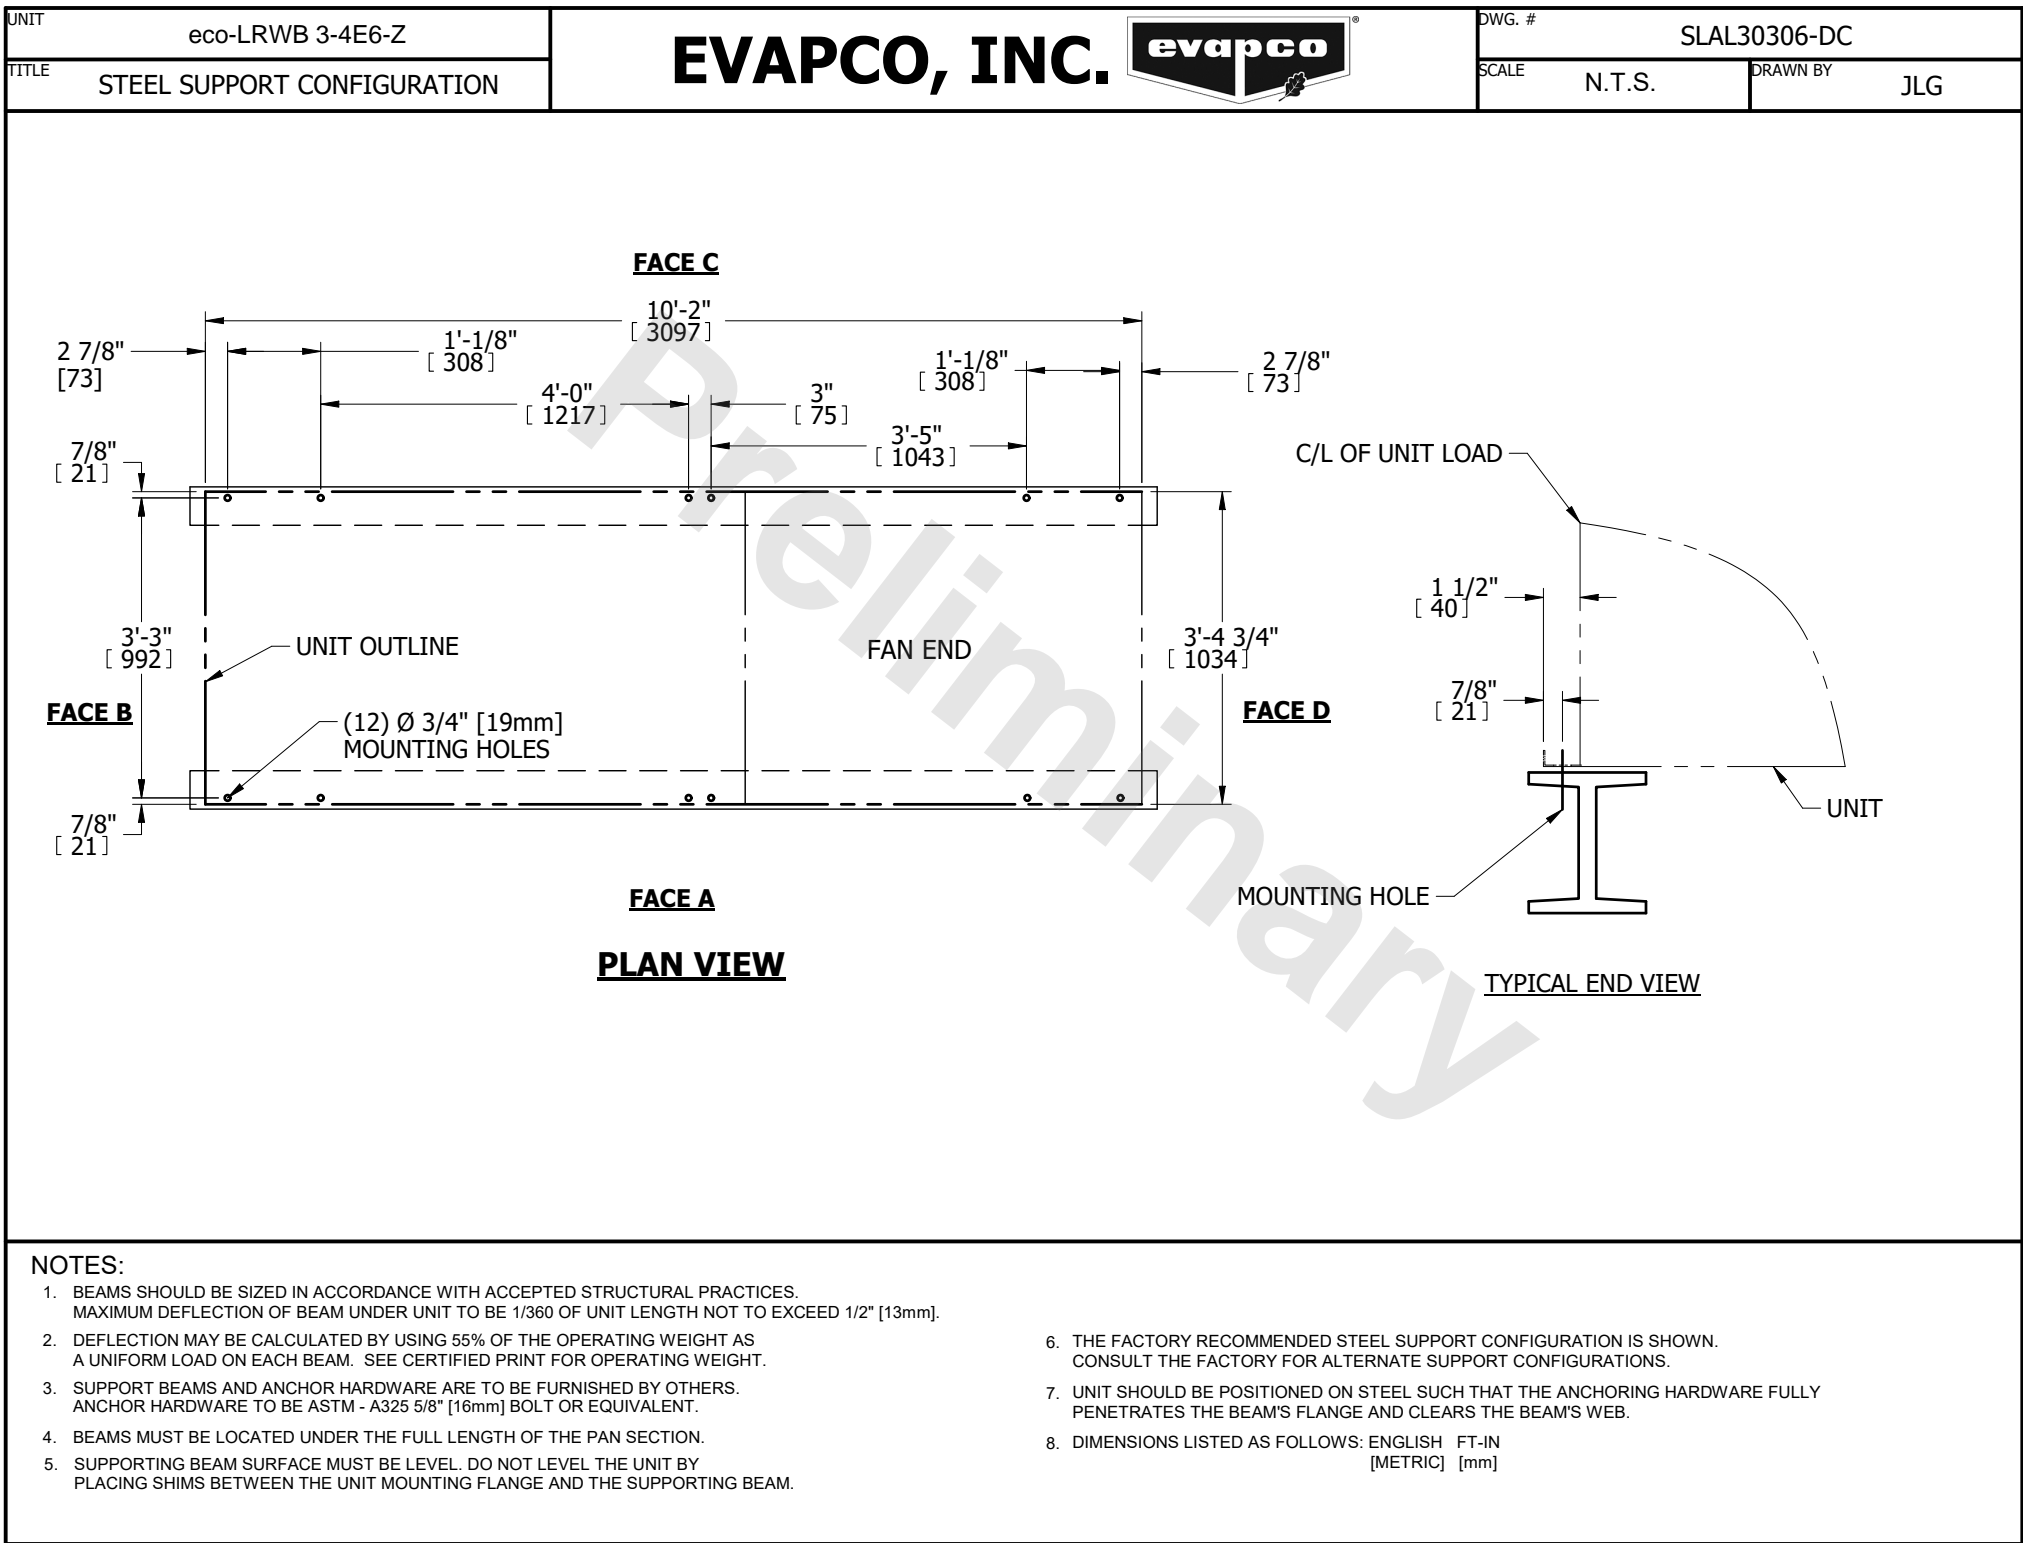 UNIT
eco-LRWB 3-4E6-Z
TITLE
STEEL SUPPORT CONFIGURATION
EVAPCO, INC.
evapco
®
DWG. #
SLAL30306-DC
SCALE
N.T.S.
DRAWN BY
JLG
FACE C
10'-2"
[ 3097]
2 7/8"
[73]
1'-1/8"
[ 308]
1'-1/8"
[ 308]
2 7/8"
[ 73]
4'-0"
[ 1217]
3"
[ 75]
3'-5"
[ 1043]
7/8"
[ 21]
C/L OF UNIT LOAD
1 1/2"
[ 40]
3'-3"
[ 992]
UNIT OUTLINE
FAN END
3'-4 3/4"
[ 1034]
7/8"
[ 21]
FACE B
(12) Ø 3/4" [19mm]
MOUNTING HOLES
FACE D
7/8"
[ 21]
UNIT
FACE A
MOUNTING HOLE
PLAN VIEW
TYPICAL END VIEW
Preliminary
NOTES:
1. BEAMS SHOULD BE SIZED IN ACCORDANCE WITH ACCEPTED STRUCTURAL PRACTICES.
MAXIMUM DEFLECTION OF BEAM UNDER UNIT TO BE 1/360 OF UNIT LENGTH NOT TO EXCEED 1/2" [13mm].
2. DEFLECTION MAY BE CALCULATED BY USING 55% OF THE OPERATING WEIGHT AS
A UNIFORM LOAD ON EACH BEAM. SEE CERTIFIED PRINT FOR OPERATING WEIGHT.
3. SUPPORT BEAMS AND ANCHOR HARDWARE ARE TO BE FURNISHED BY OTHERS.
ANCHOR HARDWARE TO BE ASTM - A325 5/8" [16mm] BOLT OR EQUIVALENT.
4. BEAMS MUST BE LOCATED UNDER THE FULL LENGTH OF THE PAN SECTION.
5. SUPPORTING BEAM SURFACE MUST BE LEVEL. DO NOT LEVEL THE UNIT BY
PLACING SHIMS BETWEEN THE UNIT MOUNTING FLANGE AND THE SUPPORTING BEAM.
6. THE FACTORY RECOMMENDED STEEL SUPPORT CONFIGURATION IS SHOWN.
CONSULT THE FACTORY FOR ALTERNATE SUPPORT CONFIGURATIONS.
7. UNIT SHOULD BE POSITIONED ON STEEL SUCH THAT THE ANCHORING HARDWARE FULLY
PENETRATES THE BEAM'S FLANGE AND CLEARS THE BEAM'S WEB.
8. DIMENSIONS LISTED AS FOLLOWS: ENGLISH FT-IN
[METRIC] [mm]